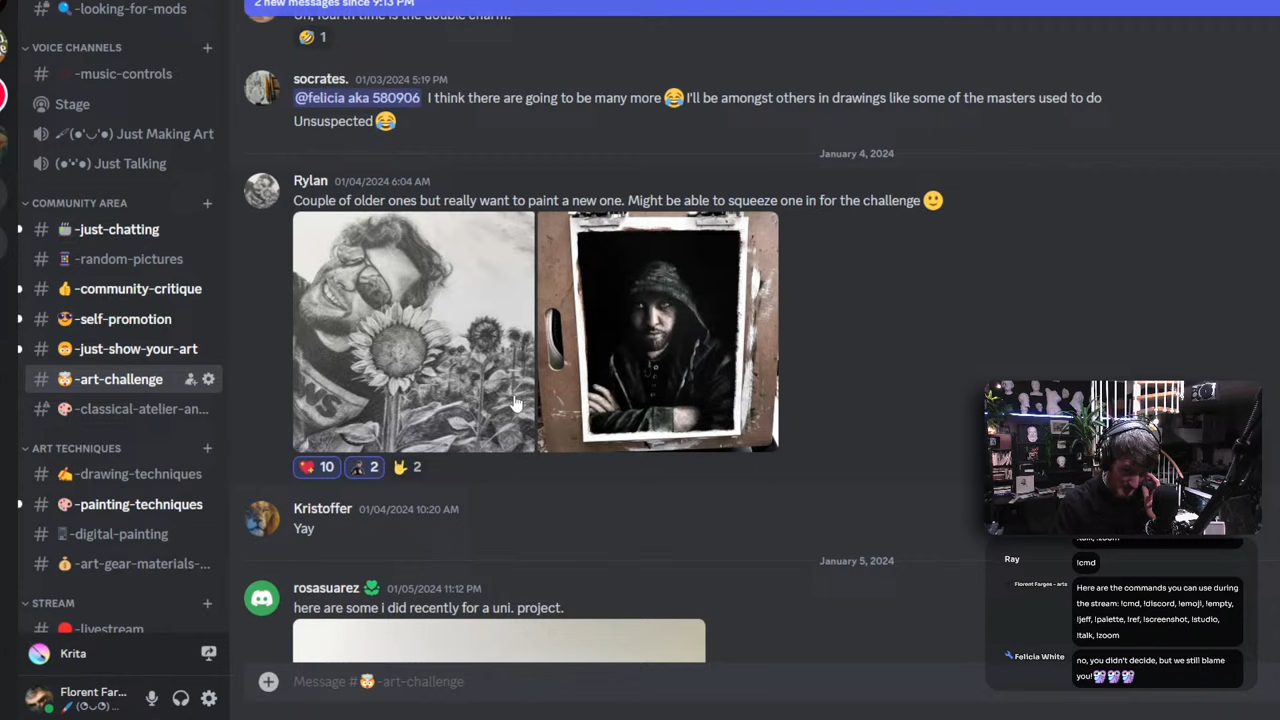 2 new messages since 9:13 PM
-looking-for-mods
Oh, fourth time is the double charm.
1
VOICE CHANNELS
-music-controls
Stage
Just Making Art
Just Talking
socrates. 01/03/2024 5:19 PM
@felicia aka 580906 I think there are going to be many more 😂 I'll be amongst others in drawings like some of the masters used to do
Unsuspected 😂
January 4, 2024
COMMUNITY AREA
-just-chatting
-random-pictures
-community-critique
-self-promotion
-just-show-your-art
-art-challenge
-classical-atelier-an...
Rylan 01/04/2024 6:04 AM
Couple of older ones but really want to paint a new one. Might be able to squeeze one in for the challenge 🙂
10
2
2
ART TECHNIQUES
-drawing-techniques
-painting-techniques
-digital-painting
-art-gear-materials-...
Kristoffer 01/04/2024 10:20 AM
Yay
January 5, 2024
rosasuarez 01/05/2024 11:12 PM
here are some i did recently for a uni. project.
STREAM
-livestream
Krita
Florent Far...
Message #🤯-art-challenge
!talk, !zoom
Ray
!cmd
Florent Farges - arts
Here are the commands you can use during
the stream: !cmd, !discord, !emoji, !empty,
!jeff, !palette, !ref, !screenshot, !studio,
!talk, !zoom
Felicia White
no, you didn't decide, but we still blame
you!